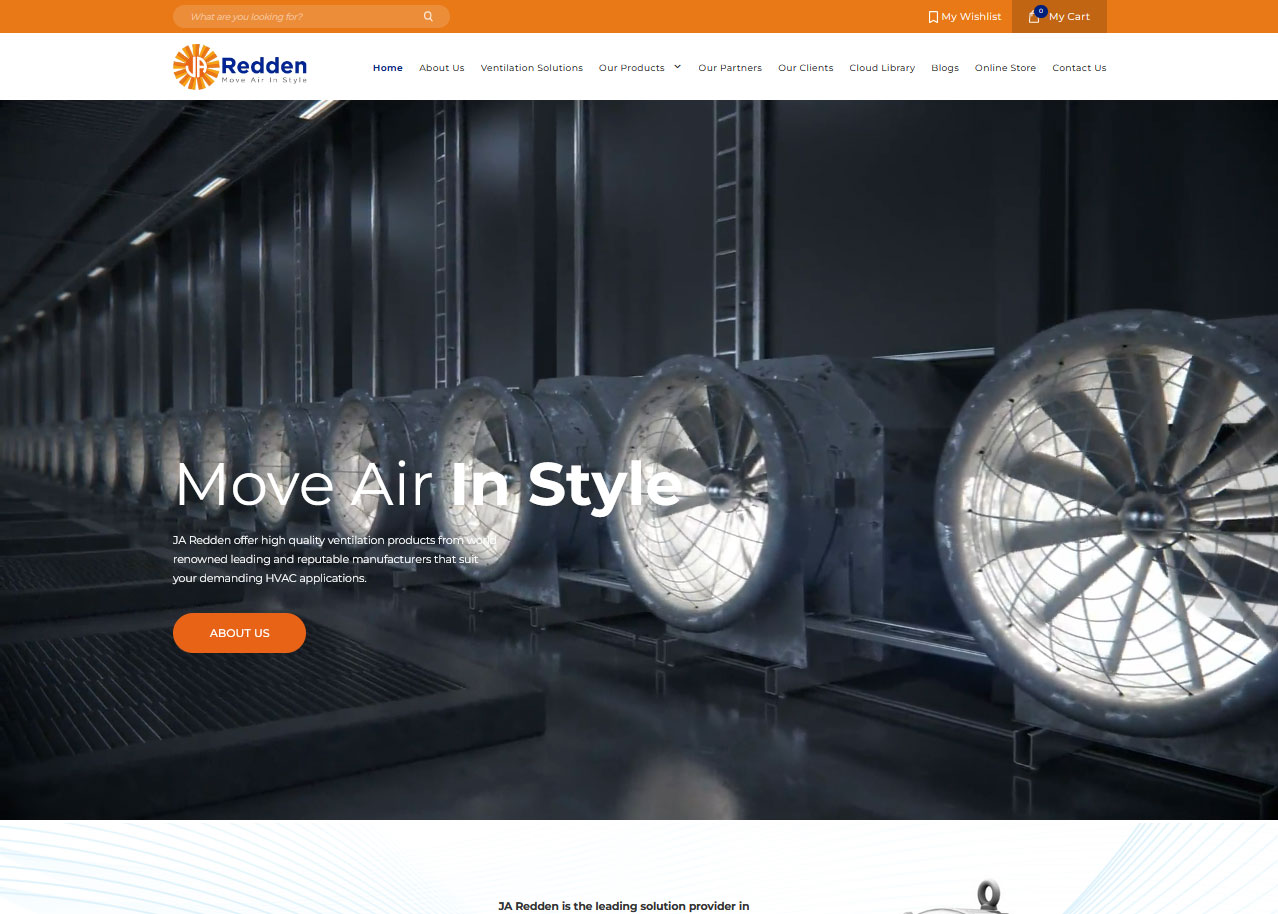 What are you looking for?
My Wishlist
0
My Cart
JA
Redden
Move Air In Style
Home
About Us
Ventilation Solutions
Our Products
Our Partners
Our Clients
Cloud Library
Blogs
Online Store
Contact Us
Move Air In Style
JA Redden offer high quality ventilation products from world
renowned leading and reputable manufacturers that suit
your demanding HVAC applications.
ABOUT US
JA Redden is the leading solution provider in